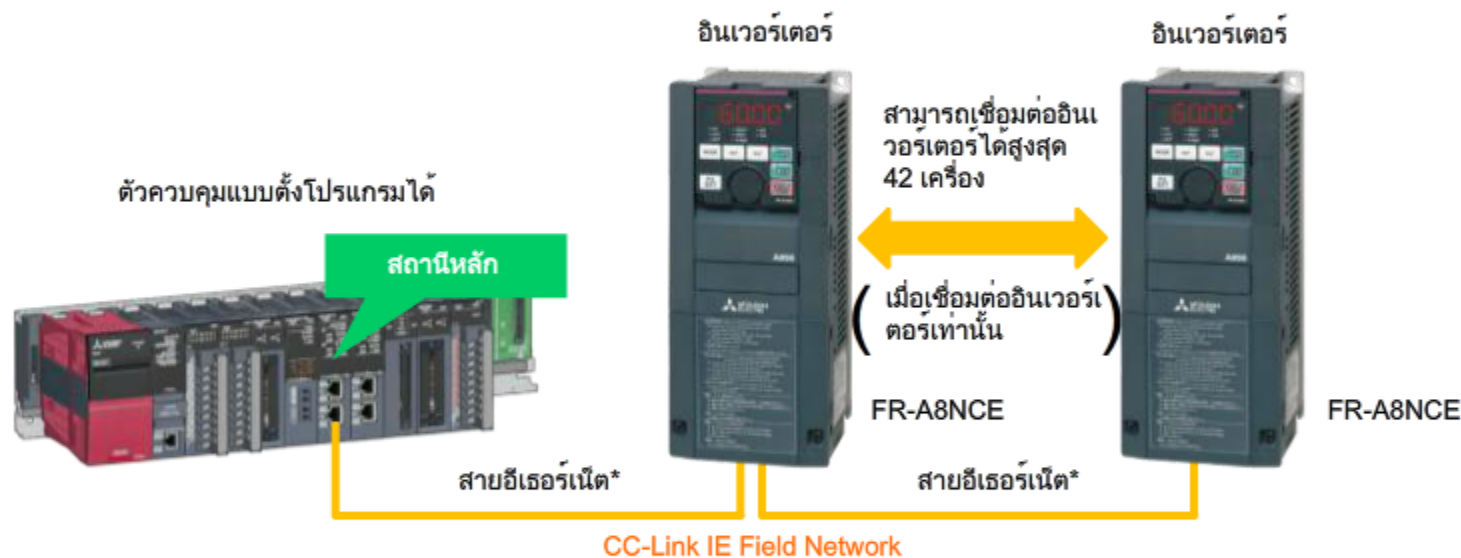 อินเวอร์เตอร์
อินเวอร์เตอร์
60.00
60.00
สามารถเชื่อมต่ออินเ
วอร์เตอร์ได้สูงสุด
42 เครื่อง
ตัวควบคุมแบบตั้งโปรแกรมได้
สถานีหลัก
A800
A800
(เมื่อเชื่อมต่ออินเวอร์เ
ตอร์เท่านั้น)
FR-A8NCE
FR-A8NCE
สายอีเธอร์เน็ต*
สายอีเธอร์เน็ต*
CC-Link IE Field Network